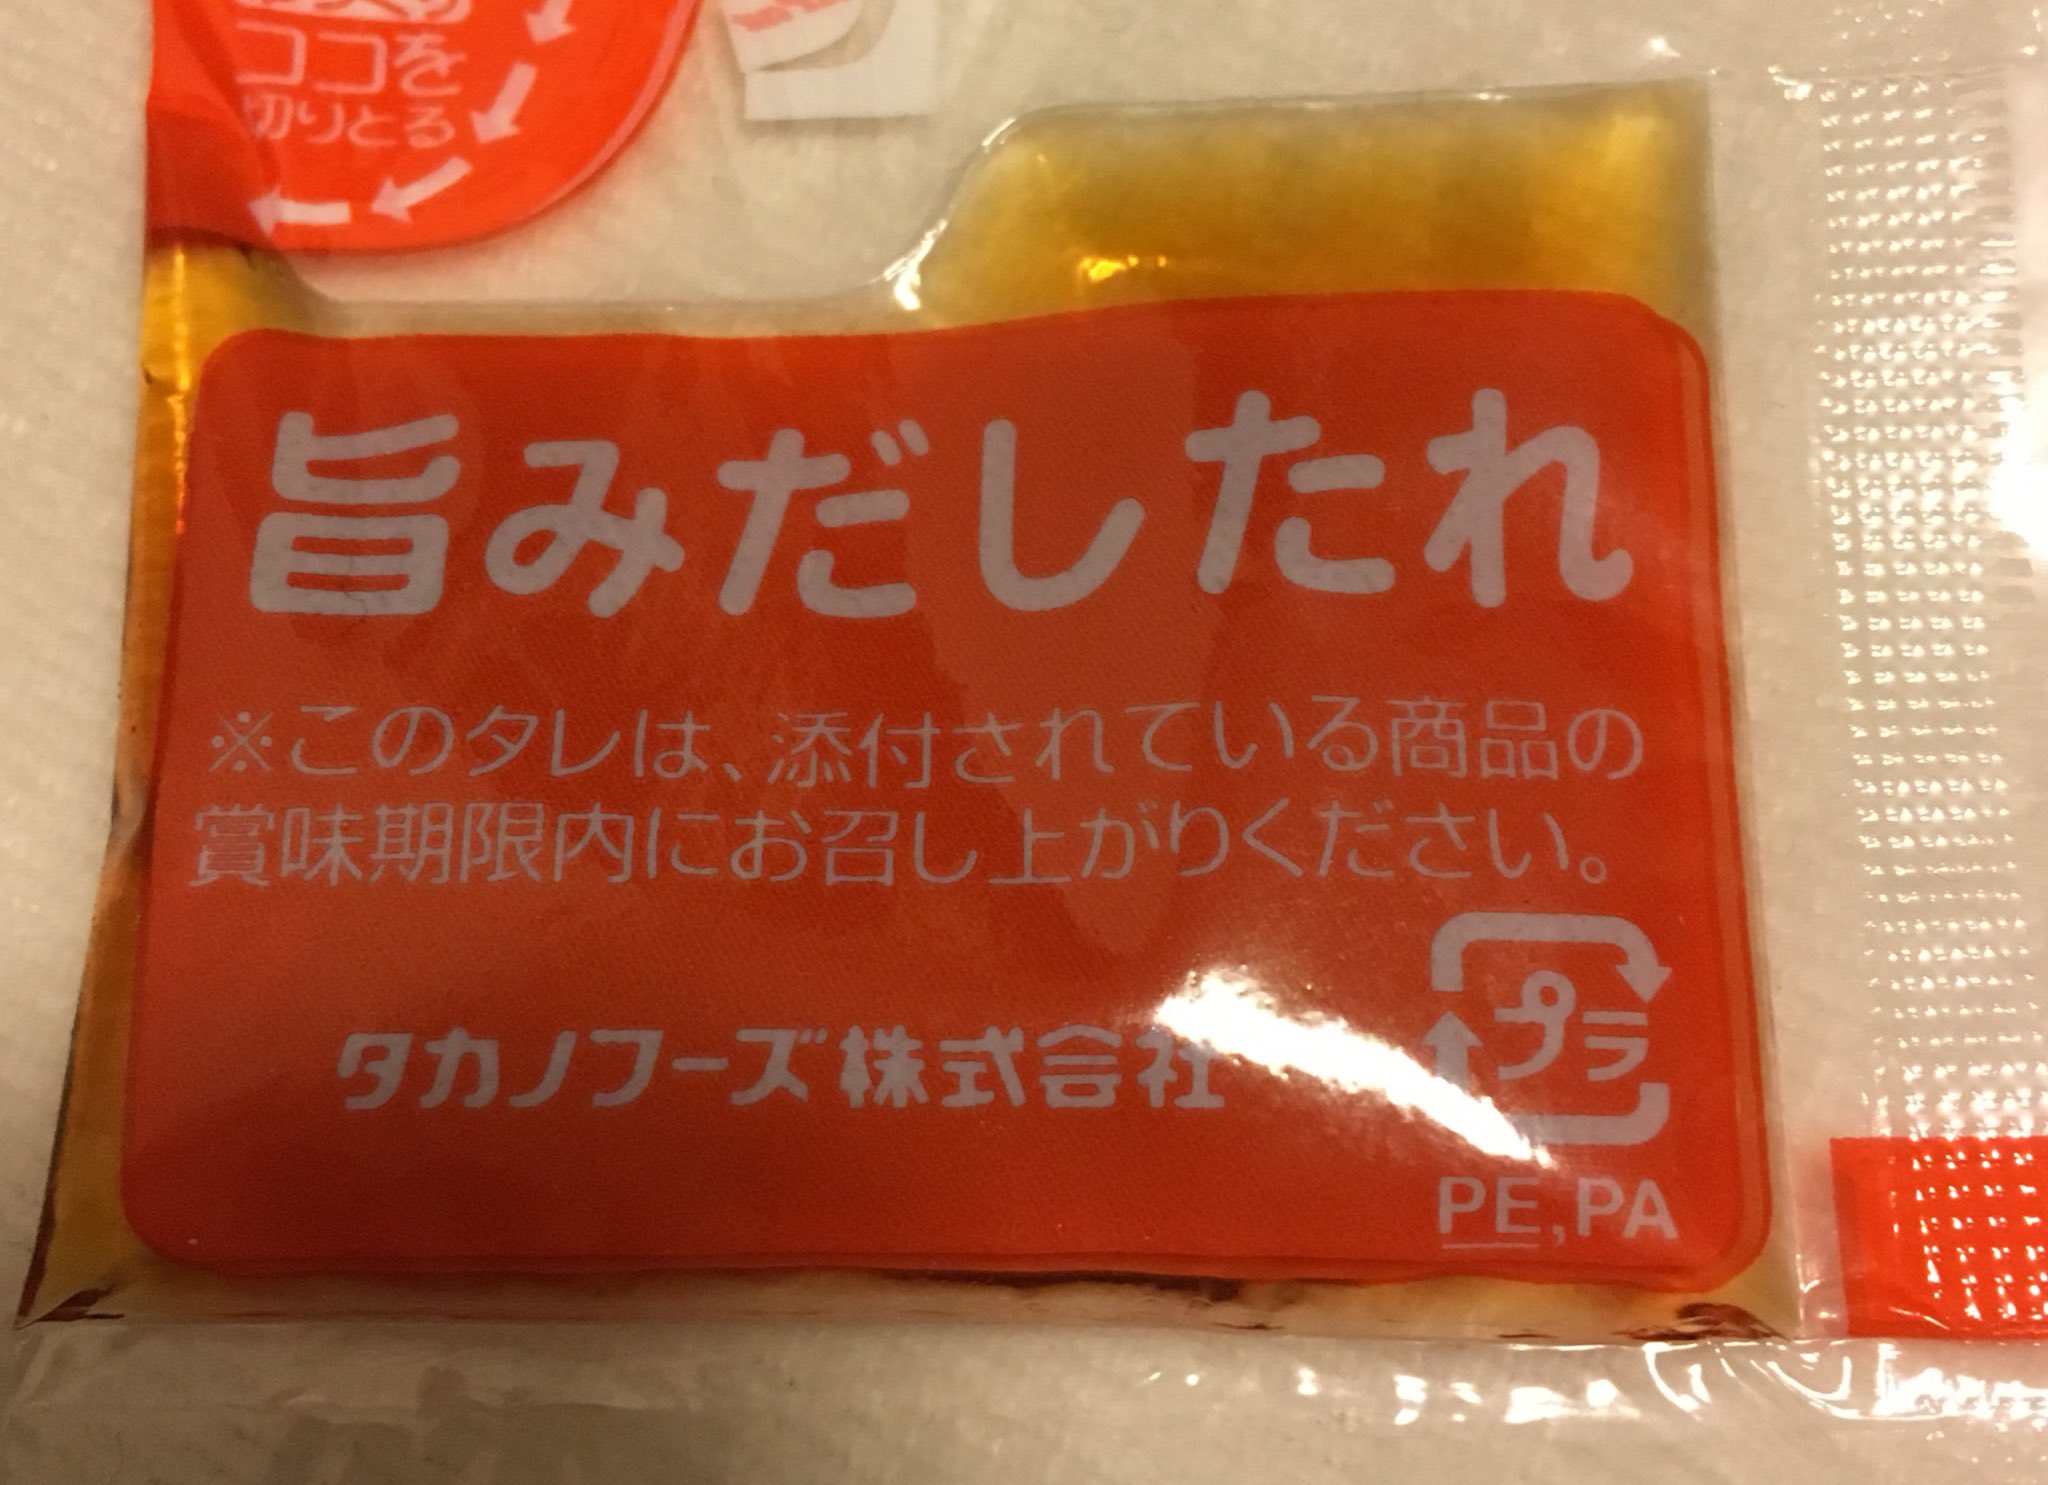 ココを
切りとる
旨みだしたれ
※このタレは、添付されている商品の
賞味期限内にお召し上がりください。
タカノフーズ株式会社
プラ
PE,PA